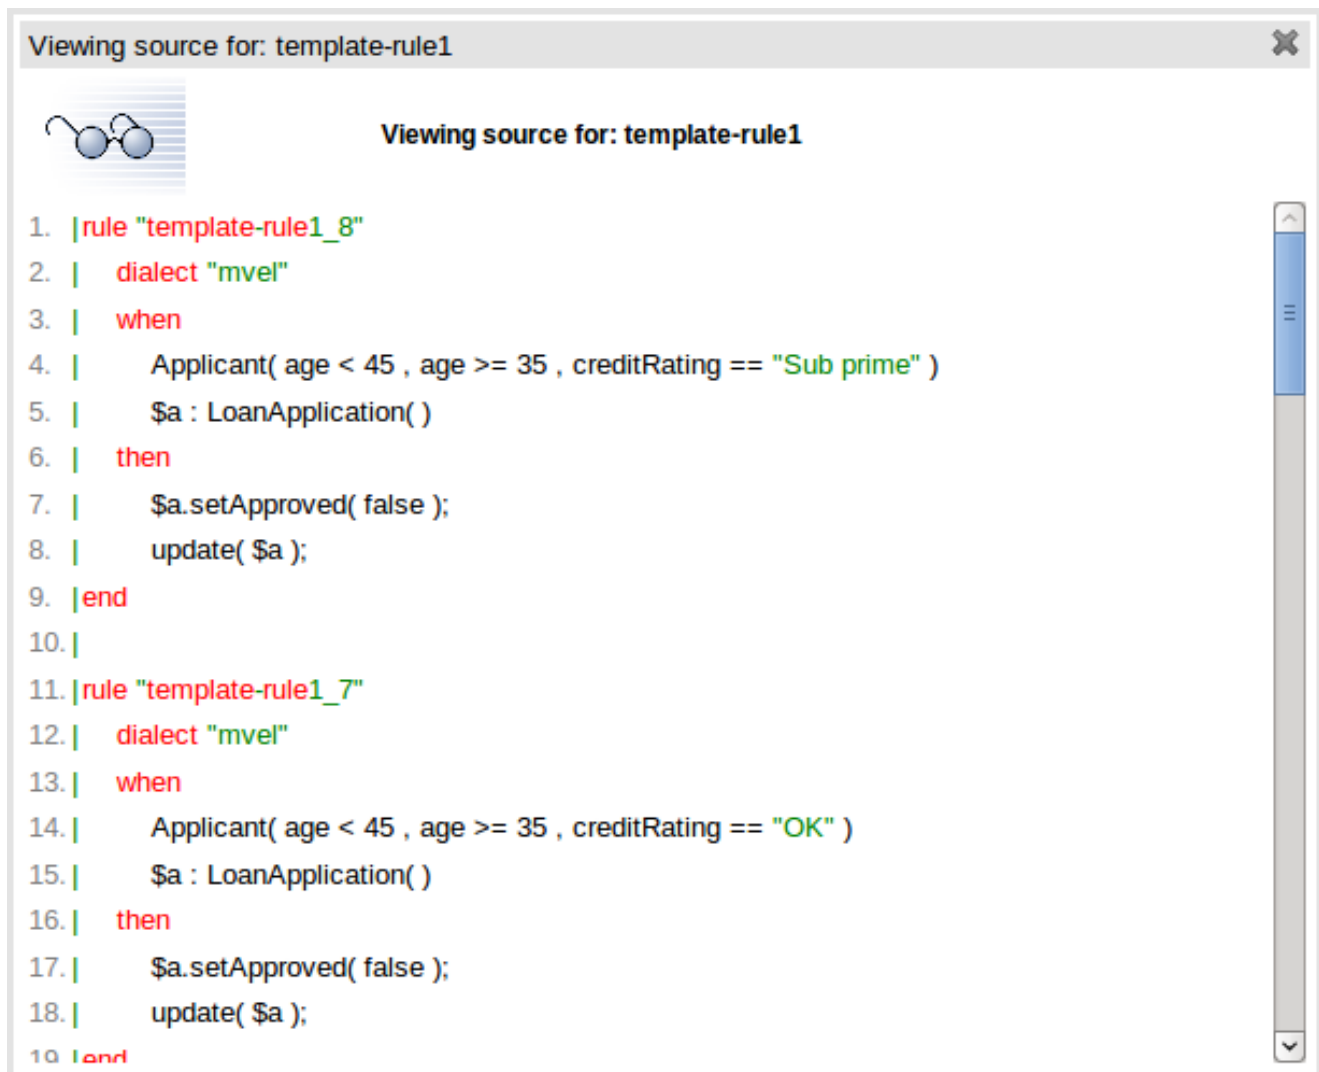 Viewing source for: template-rule1
Viewing source for: template-rule1
1. |rule "template-rule1_8"
2. | dialect "mvel"
3. | when
4. | Applicant( age < 45 , age >= 35 , creditRating == "Sub prime" )
5. | $a : LoanApplication( )
6. | then
7. | $a.setApproved( false );
8. | update( $a );
9. |end
10.|
11.|rule "template-rule1_7"
12.| dialect "mvel"
13.| when
14.| Applicant( age < 45 , age >= 35 , creditRating == "OK" )
15.| $a : LoanApplication( )
16.| then
17.| $a.setApproved( false );
18.| update( $a );
19.|end